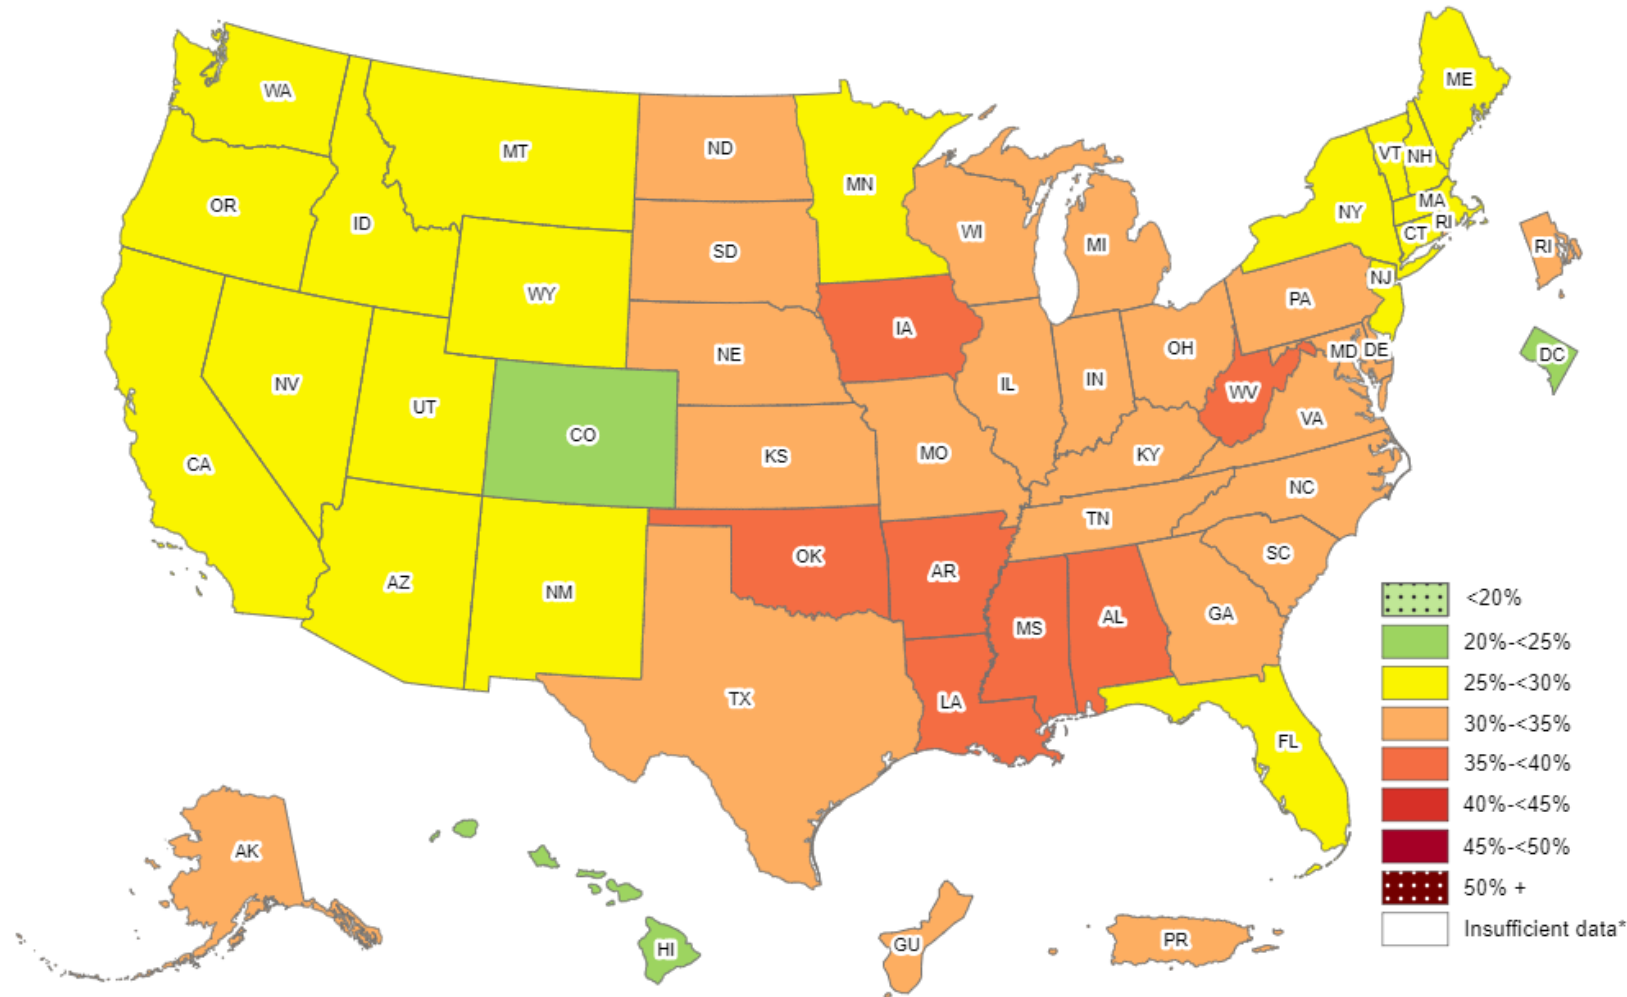 WA
MT
ND
MN
ME
VT
NH
OR
ID
WY
SD
WI
MI
NY
MA
RI
CT
RI
NJ
PA
IA
NE
NV
UT
CO
IL
IN
OH
MD
DE
DC
WV
VA
CA
KS
MO
KY
NC
TN
AZ
NM
OK
AR
SC
MS
AL
GA
TX
LA
FL
AK
HI
GU
PR
<20%
20%-<25%
25%-<30%
30%-<35%
35%-<40%
40%-<45%
45%-<50%
50% +
Insufficient data*